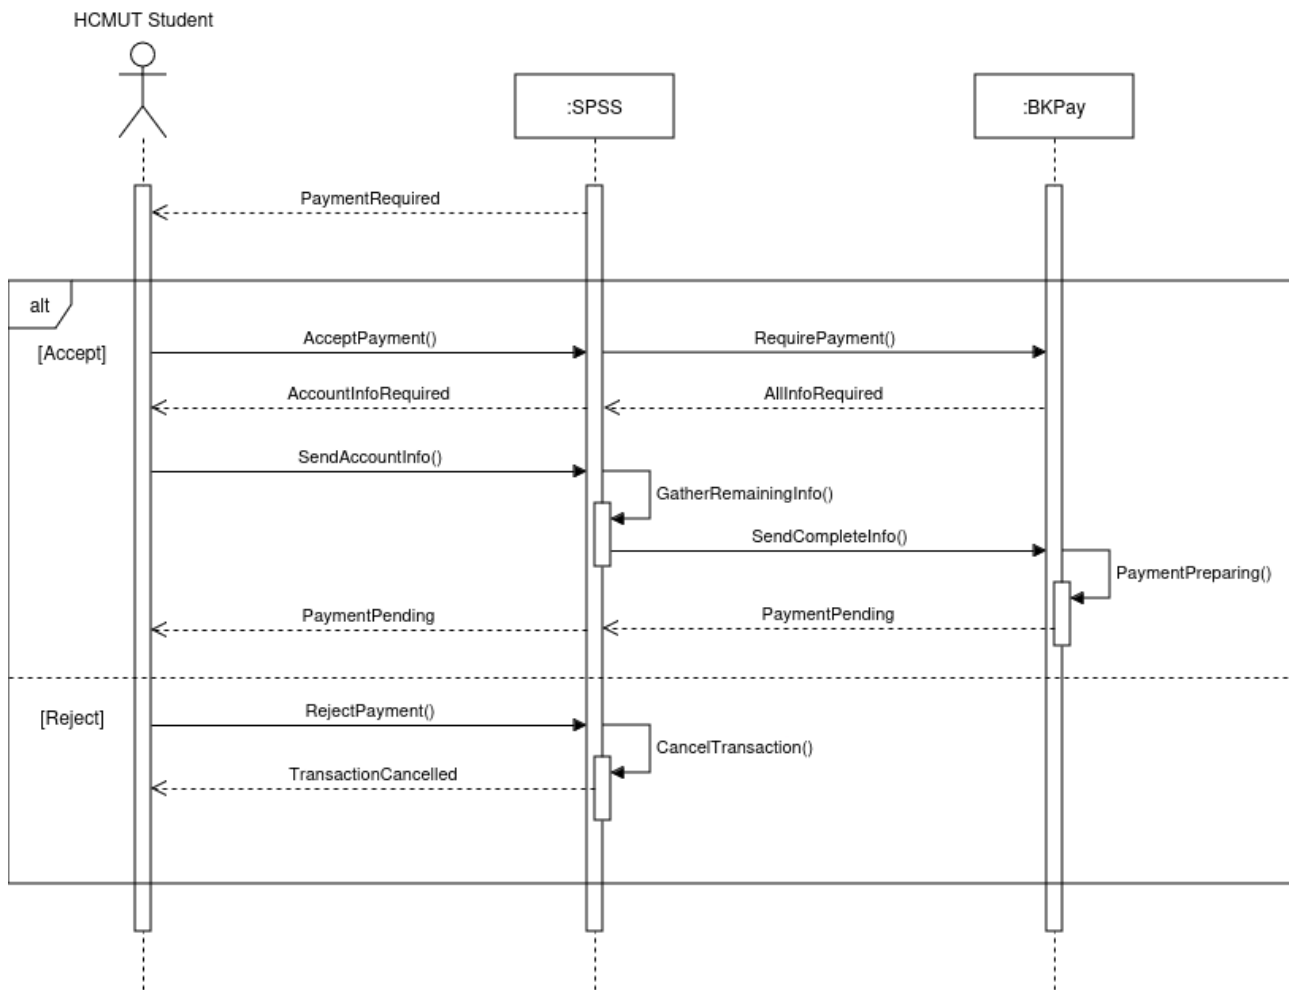 HCMUT Student
:SPSS
:BKPay
PaymentRequired
alt
[Accept]
AcceptPayment()
RequirePayment()
AccountInfoRequired
AllInfoRequired
SendAccountInfo()
GatherRemainingInfo()
SendCompleteInfo()
PaymentPreparing()
PaymentPending
PaymentPending
[Reject]
RejectPayment()
CancelTransaction()
TransactionCancelled